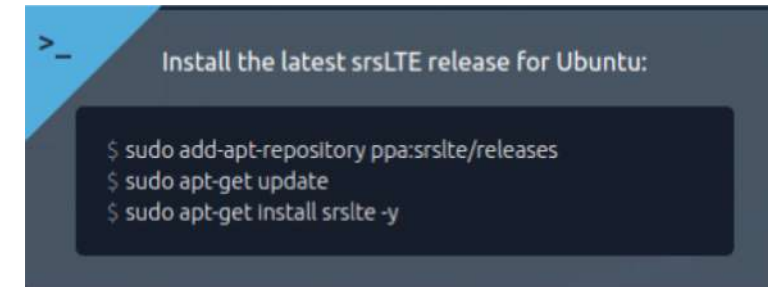 >_
Install the latest srsLTE release for Ubuntu:
$ sudo add-apt-repository ppa:srslte/releases
$ sudo apt-get update
$ sudo apt-get install srslte -y